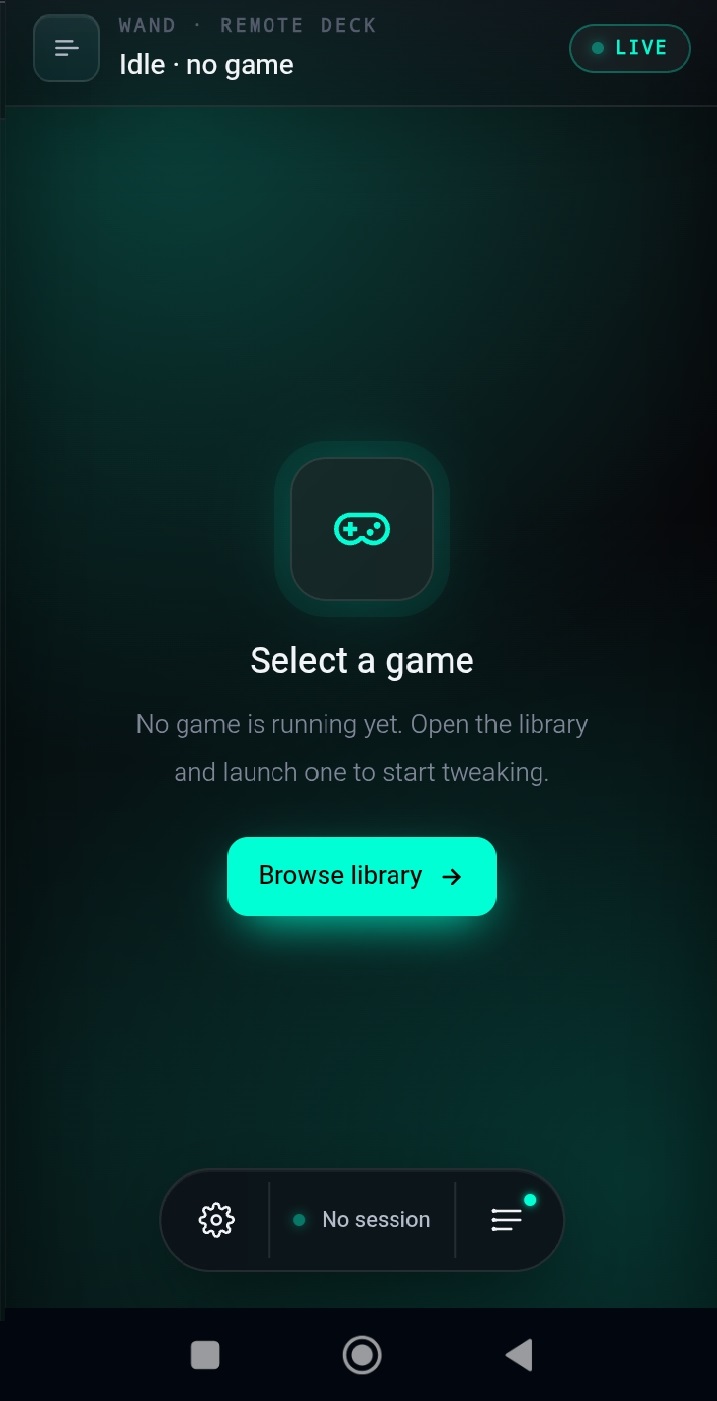 WAND · REMOTE DECK
Idle · no game
LIVE
Select a game
No game is running yet. Open the library
and launch one to start tweaking.
Browse library →
No session